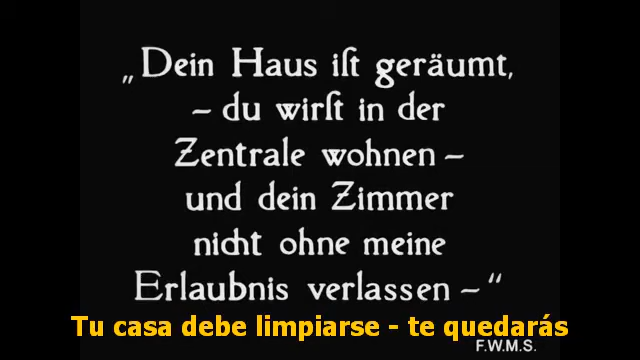 „Dein Haus iſt geräumt,
– du wirſt in der
Zentrale wohnen –
und dein Zimmer
nicht ohne meine
Erlaubnis verlassen –“
Tu casa debe limpiarse - te quedarás
F.W.M.S.